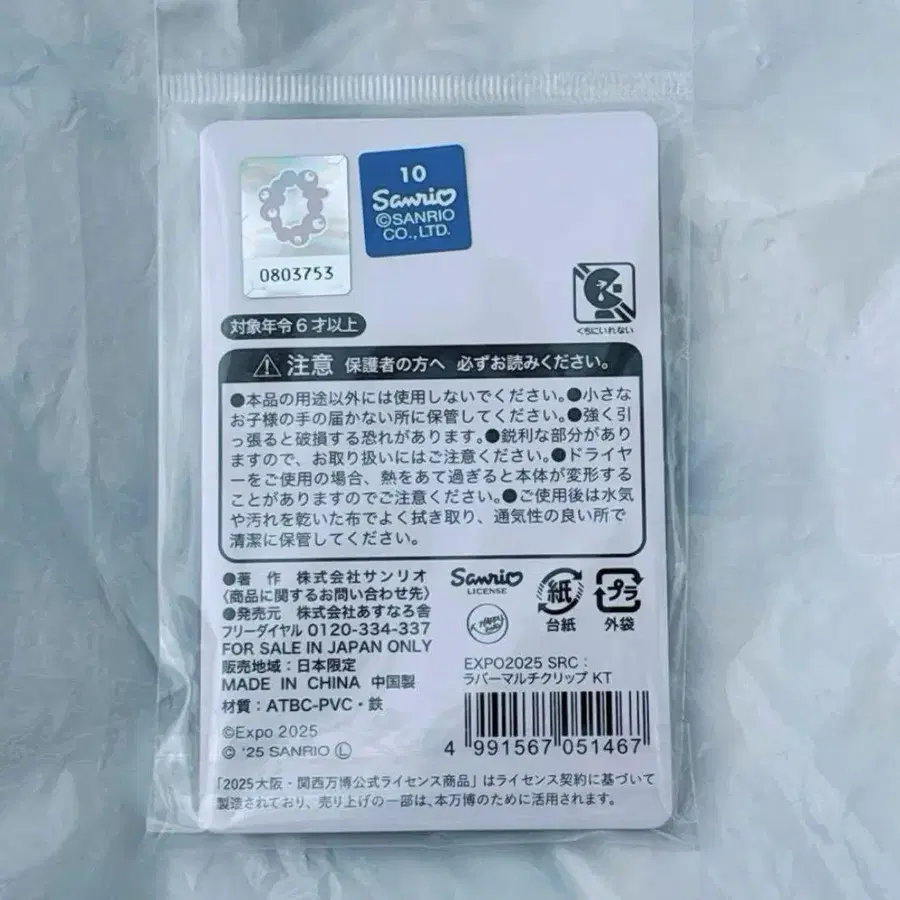 10
Sanrio
©SANRIO
CO., LTD.
0803753
くちにいれない
対象年令6才以上
注意 保護者の方へ 必ずお読みください。
●本品の用途以外には使用しないでください。●小さな
お子様の手の届かない所に保管してください。●強く引
っ張ると破損する恐れがあります。●鋭利な部分があり
ますので、お取り扱いにはご注意ください。●ドライヤ
ーをご使用の場合、熱をあて過ぎると本体が変形する
ことがありますのでご注意ください。●ご使用後は水気
や汚れを乾いた布でよく拭き取り、通気性の良い所で
清潔に保管してください。
●著 作 株式会社サンリオ
〈商品に関するお問い合わせ先〉
●発売元 株式会社あすなろ舎
フリーダイヤル 0120-334-337
FOR SALE IN JAPAN ONLY
販売地域：日本限定
MADE IN CHINA 中国製
材質：ATBC-PVC・鉄
©Expo 2025
© '25 SANRIO Ⓛ
Sanrio
LICENSE
紙
台紙
プラ
外袋
HAPPY
EXPO2025 SRC：
ラバーマルチクリップ KT
4 991567 051467
「2025大阪・関西万博公式ライセンス商品」はライセンス契約に基づいて
製造されており、売り上げの一部は、本万博のために活用されます。